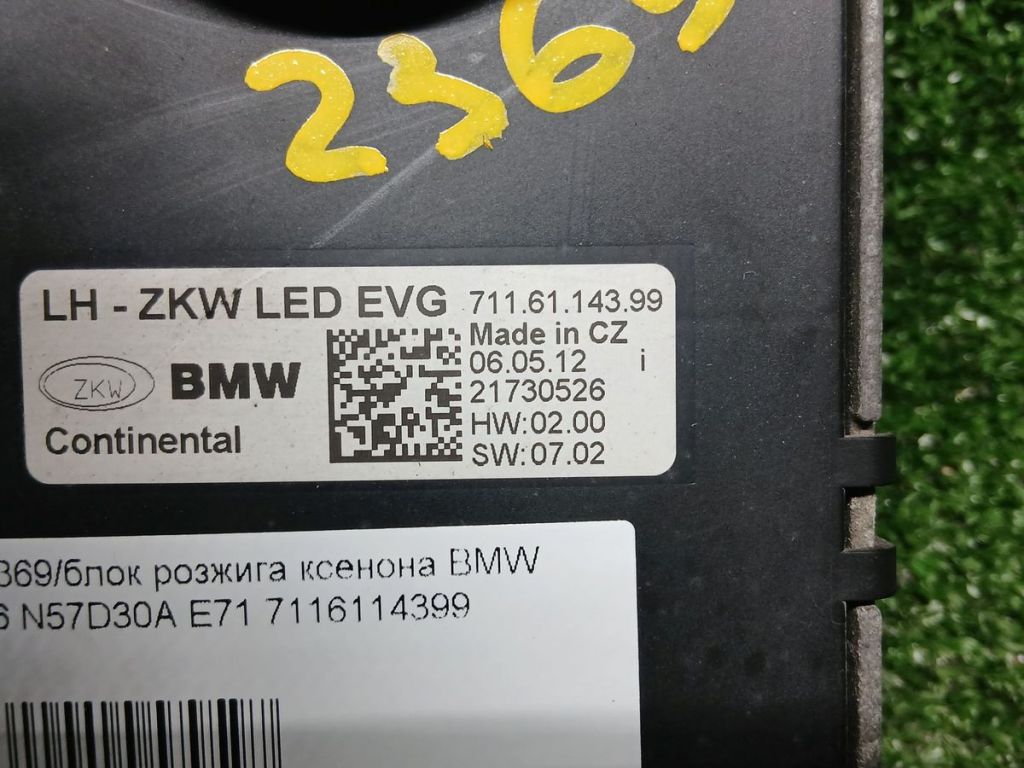 2369
LH - ZKW LED EVG 711.61.143.99
Made in CZ
ZKW BMW 06.05.12 i
21730526
Continental HW:02.00
SW:07.02
369/блок розжига ксенона BMW
6 N57D30A E71 7116114399